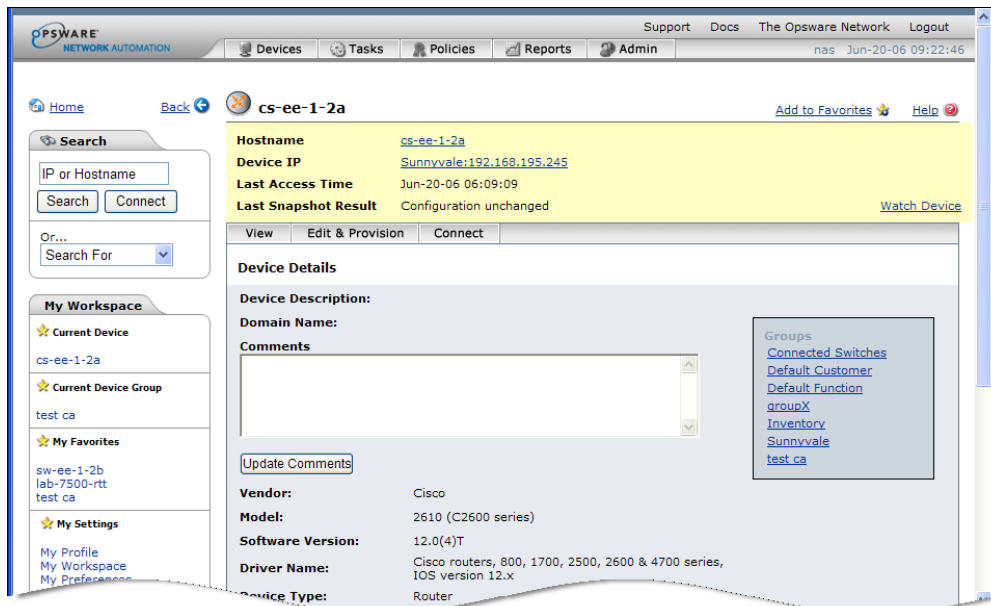 OPSWARE
NETWORK AUTOMATION
Support Docs The Opsware Network Logout
Devices Tasks Policies Reports Admin
nas Jun-20-06 09:22:46
Home Back
cs-ee-1-2a
Add to Favorites Help
Search
IP or Hostname
Search Connect
Or...
Search For
Hostname cs-ee-1-2a
Device IP Sunnyvale:192.168.195.245
Last Access Time Jun-20-06 06:09:09
Last Snapshot Result Configuration unchanged
Watch Device
View Edit & Provision Connect
Device Details
My Workspace
Current Device
cs-ee-1-2a
Current Device Group
test ca
My Favorites
sw-ee-1-2b
lab-7500-rtt
test ca
My Settings
My Profile
My Workspace
My Preferences
Device Description:
Domain Name:
Comments
Update Comments
Groups
Connected Switches
Default Customer
Default Function
groupX
Inventory
Sunnyvale
test ca
Vendor: Cisco
Model: 2610 (C2600 series)
Software Version: 12.0(4)T
Driver Name: Cisco routers, 800, 1700, 2500, 2600 & 4700 series,
IOS version 12.x
Device Type: Router